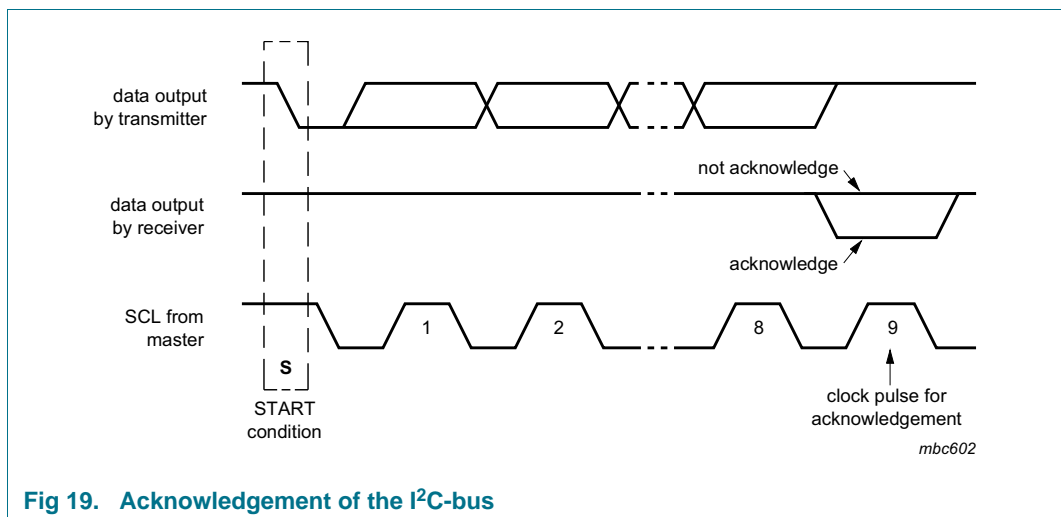 data output
by transmitter
not acknowledge
data output
by receiver
acknowledge
SCL from
master
1
2
8
9
S
START
condition
clock pulse for
acknowledgement
mbc602
Fig 19. Acknowledgement of the I²C-bus